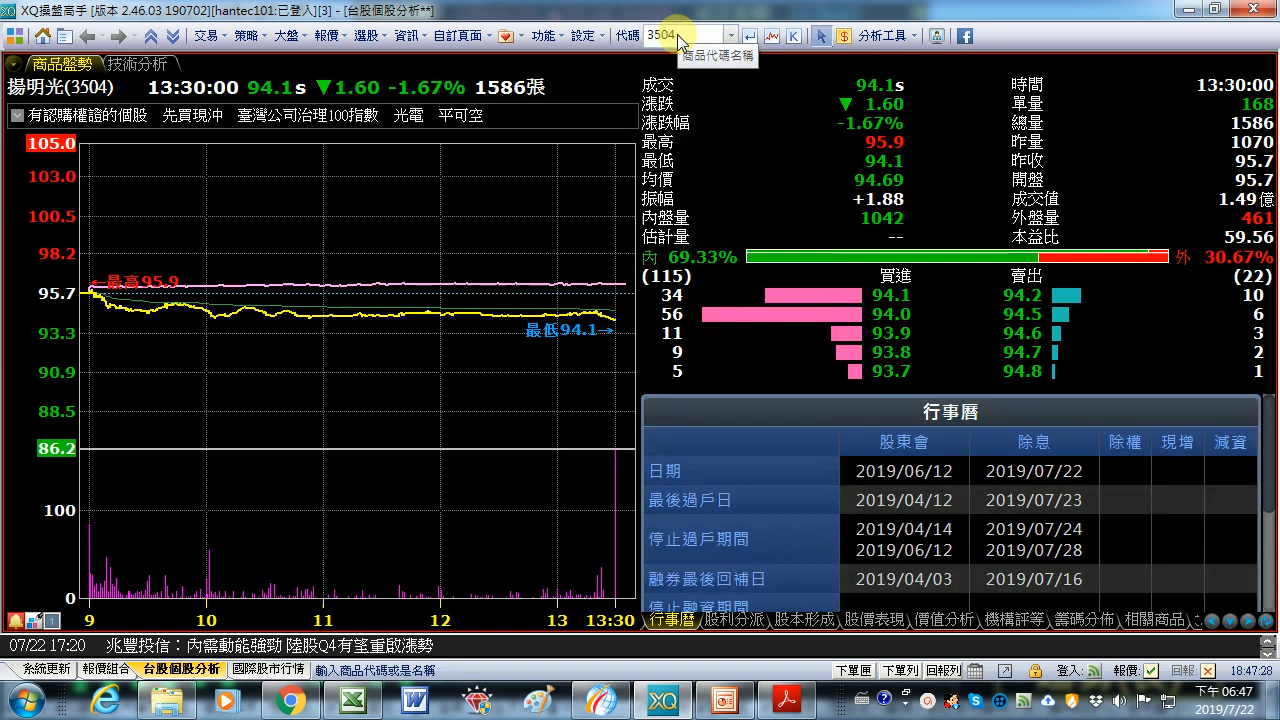 XQ操盤高手 [版本 2.46.03 190702][hantec101:已登入][3] - [台股個股分析**]
交易 策略 大盤 報價 選股 資訊 自訂頁面 功能 設定 代碼 3504 K 分析工具
商品代碼名稱
商品盤勢 技術分析
揚明光(3504) 13:30:00 94.1s ▼1.60 -1.67% 1586張
有認購權證的個股 先買現沖 臺灣公司治理100指數 光電 平可空
105.0
103.0
100.5
98.2
95.7
93.3
90.9
88.5
86.2
100
0
←最高95.9
最低94.1→
9 10 11 12 13 13:30
成交 94.1s 時間 13:30:00
漲跌 ▼ 1.60 單量 168
漲跌幅 -1.67% 總量 1586
最高 95.9 昨量 1070
最低 94.1 昨收 95.7
均價 94.69 開盤 95.7
振幅 +1.88 成交值 1.49億
內盤量 1042 外盤量 461
估計量 -- 本益比 59.56
內 69.33% 外 30.67%
(115) 買進 賣出 (22)
34 94.1 94.2 10
56 94.0 94.5 6
11 93.9 94.6 3
9 93.8 94.7 2
5 93.7 94.8 1
行事曆
股東會 除息 除權 現增 減資
日期 2019/06/12 2019/07/22
最後過戶日 2019/04/12 2019/07/23
停止過戶期間 2019/04/14 2019/07/24
2019/06/12 2019/07/28
融券最後回補日 2019/04/03 2019/07/16
停止融資期間
行事曆 股利分派 股本形成 股價表現 價值分析 機構評等 籌碼分佈 相關商品
1
07/22 17:20 兆豐投信：內需動能強勁 陸股Q4有望重啟漲勢
系統更新 報價組合 台股個股分析 國際股市行情 輸入商品代碼或是名稱 下單匣 下單列 回報列 登入: 報價: 回報: 18:47:28
XQ
下午 06:47
2019/7/22